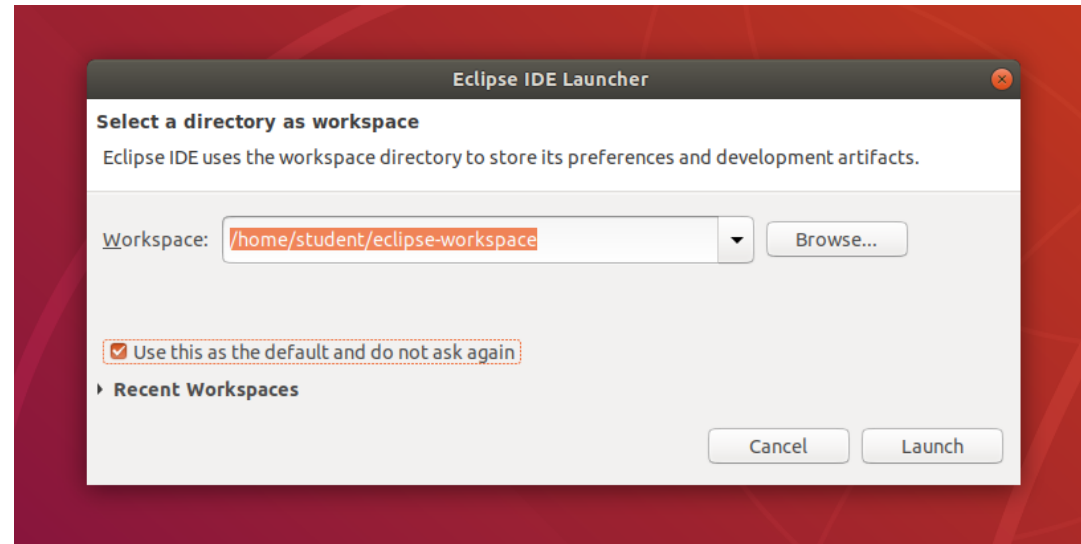 Eclipse IDE Launcher
Select a directory as workspace
Eclipse IDE uses the workspace directory to store its preferences and development artifacts.
Workspace: /home/student/eclipse-workspace Browse...
Use this as the default and do not ask again
Recent Workspaces
Cancel Launch